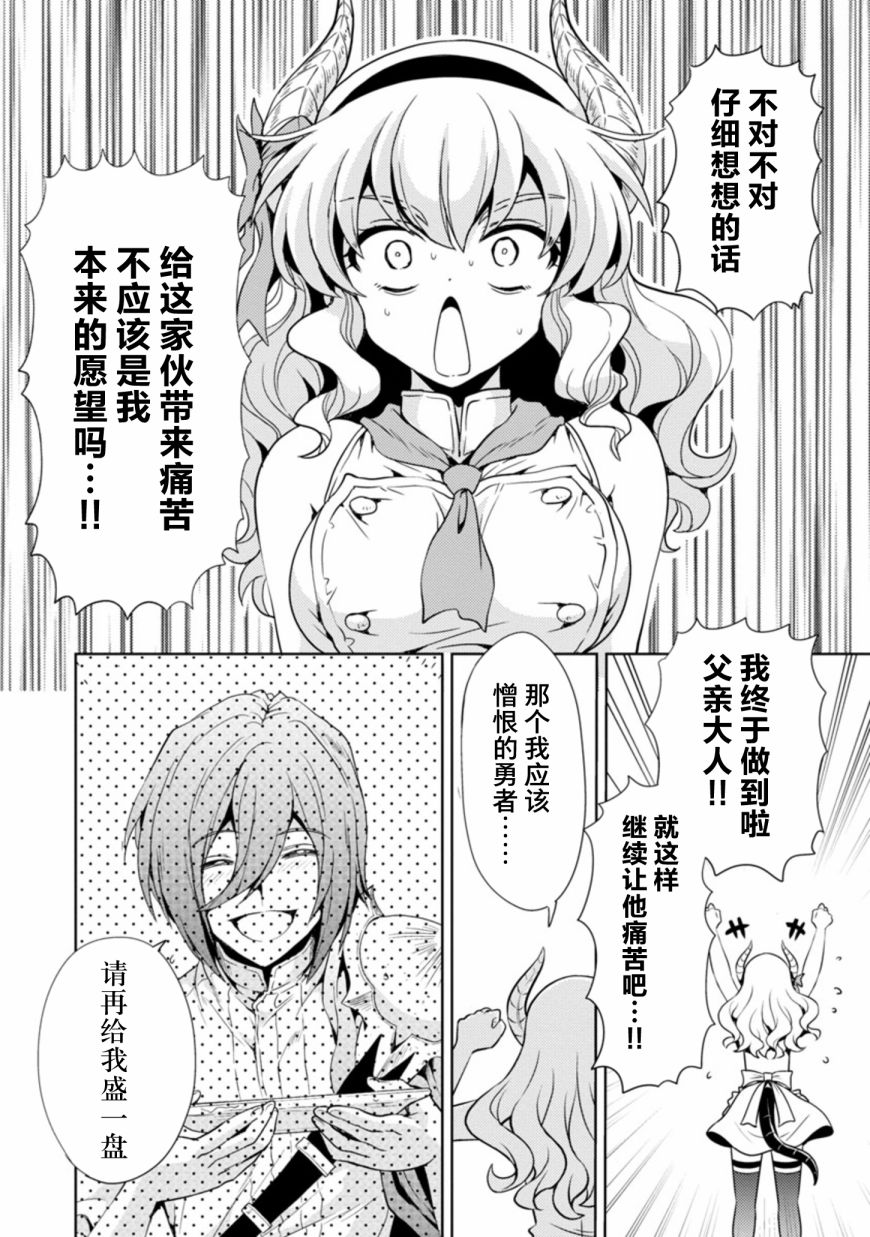 不对不对
仔细想想的话
给这家伙带来痛苦
不应该是我
本来的愿望吗…!!
我终于做到啦
父亲大人!!
就这样
继续让他痛苦吧…!!
那个我应该
憎恨的勇者
……
请再给我盛一盘